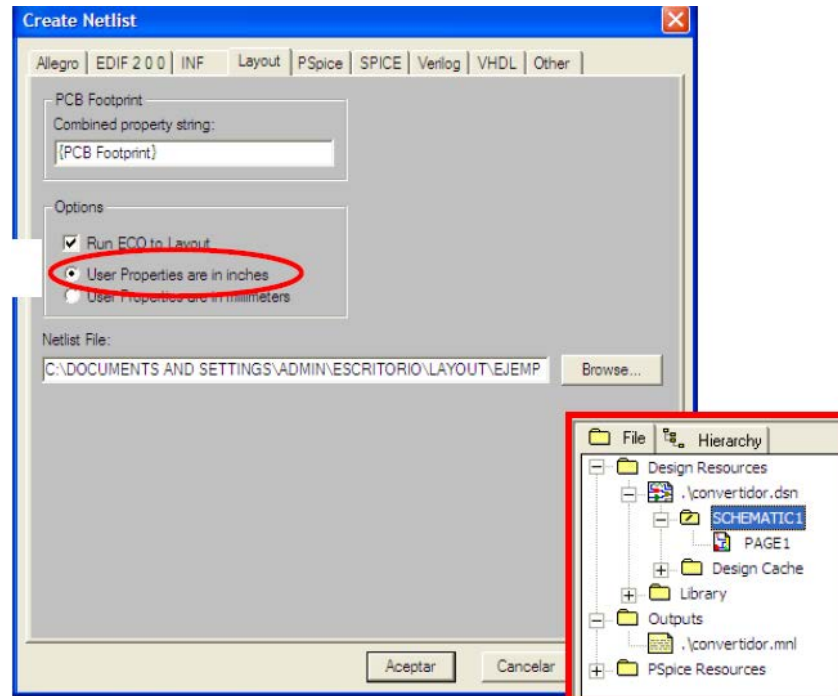 Create Netlist
Allegro EDIF 2 0 0 INF Layout PSpice SPICE Verilog VHDL Other
PCB Footprint
Combined property string:
{PCB Footprint}
Options
Run ECO to Layout
User Properties are in inches
User Properties are in millimeters
Netlist File:
C:\DOCUMENTS AND SETTINGS\ADMIN\ESCRITORIO\LAYOUT\EJEMP
Browse...
Aceptar Cancelar
File Hierarchy
Design Resources
.\convertidor.dsn
SCHEMATIC1
PAGE1
Design Cache
Library
Outputs
.\convertidor.mnl
PSpice Resources